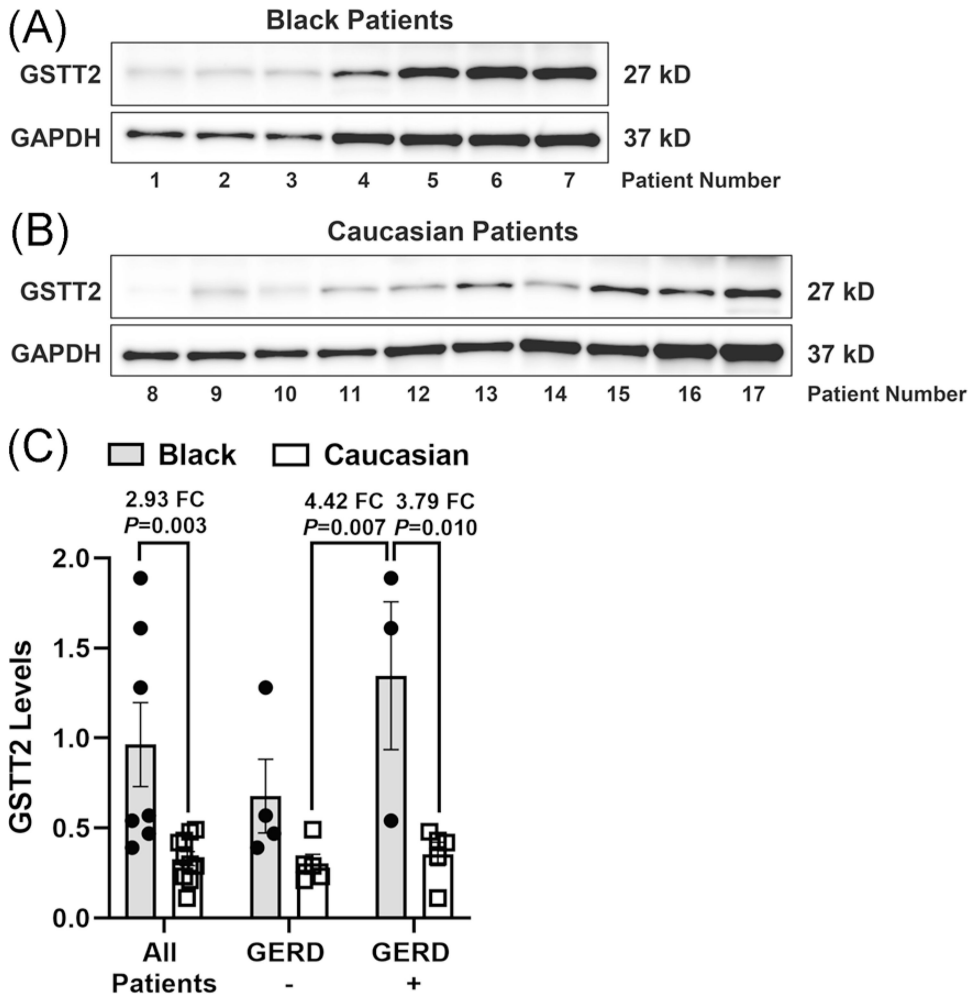 (A)
Black Patients
GSTT2 27 kD
GAPDH 37 kD
1 2 3 4 5 6 7 Patient Number
(B)
Caucasian Patients
GSTT2 27 kD
GAPDH 37 kD
8 9 10 11 12 13 14 15 16 17 Patient Number
(C)
Black Caucasian
2.93 FC 4.42 FC 3.79 FC
P=0.003 P=0.007 P=0.010
GSTT2 Levels
2.0
1.5
1.0
0.5
0.0
All GERD GERD
Patients - +